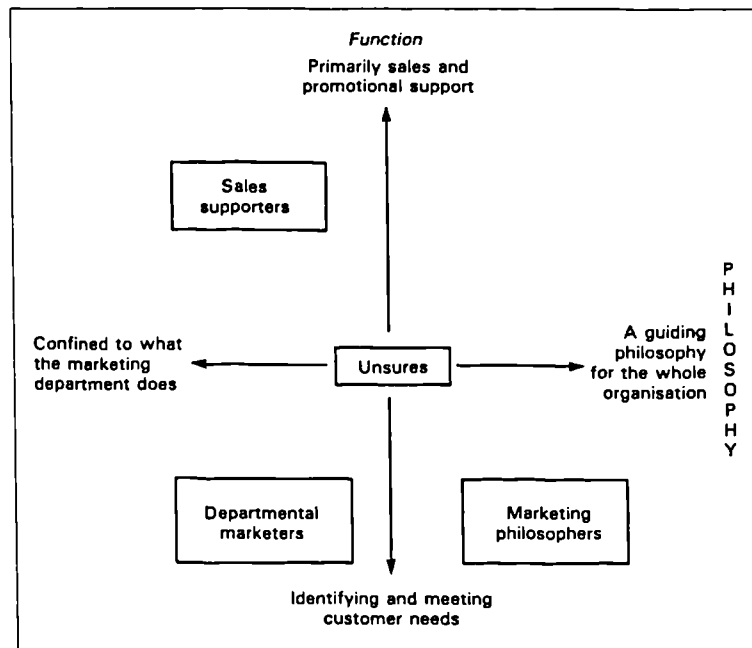 Function
Primarily sales and
promotional support
Sales
supporters
Confined to what
the marketing
department does
Unsures
A guiding
philosophy
for the whole
organisation
PHILOSOPHY
Departmental
marketers
Marketing
philosophers
Identifying and meeting
customer needs